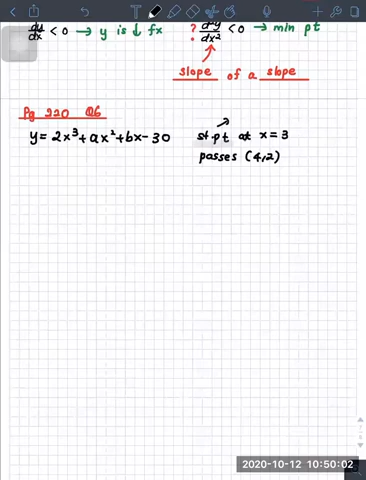 dy/dx < 0 → y is ↓ fx ? d²y/dx² < 0 → min pt
slope of a slope
Pg 220 Q6
y = 2x³ + ax² + bx - 30 st pt at x = 3
passes (4,2)
2020-10-12 10:50:02